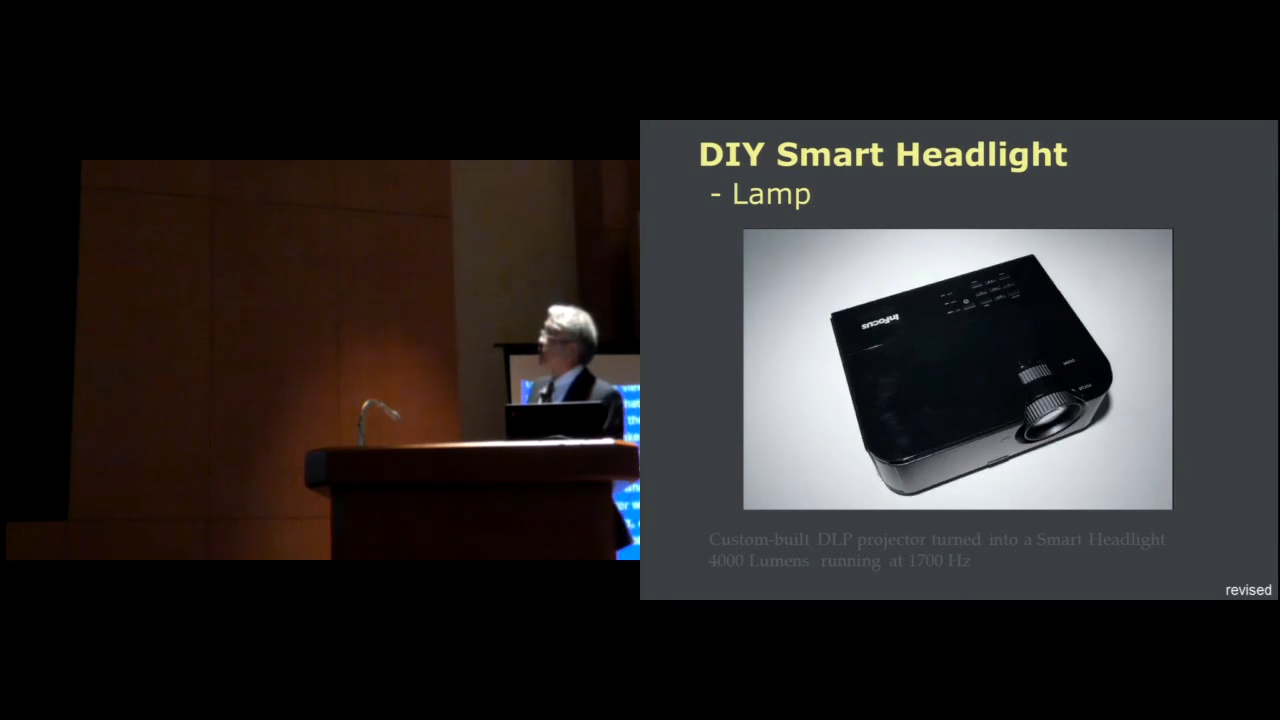 DIY Smart Headlight
- Lamp
InFocus
Custom-built DLP projector turned into a Smart Headlight
4000 Lumens running at 1700 Hz
revised